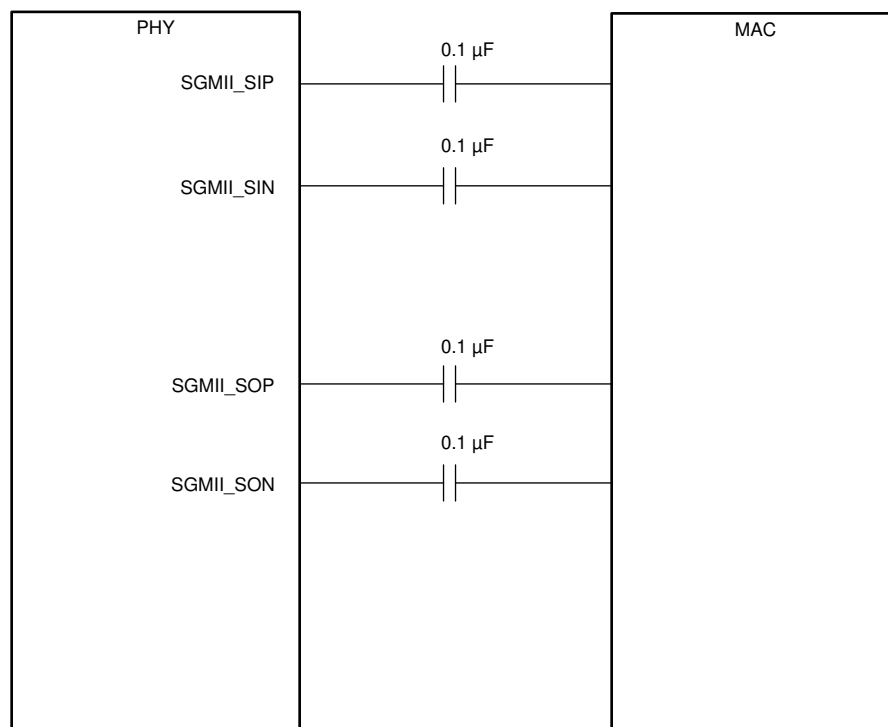 PHY
MAC
0.1 µF
SGMII_SIP
0.1 µF
SGMII_SIN
0.1 µF
SGMII_SOP
0.1 µF
SGMII_SON